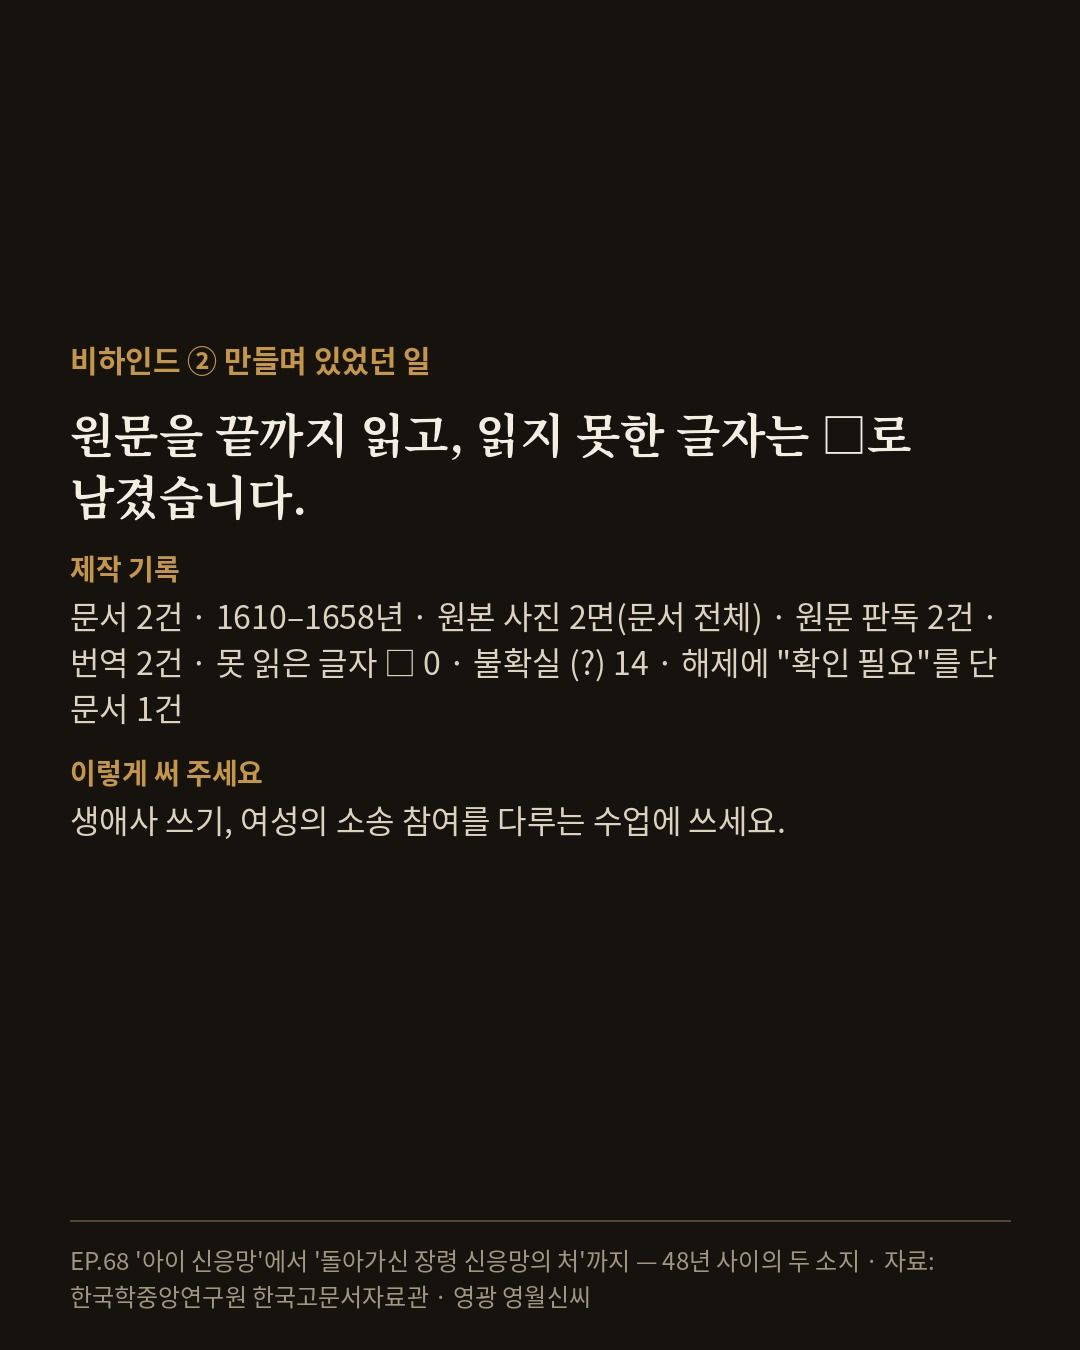 비하인드 ② 만들며 있었던 일
원문을 끝까지 읽고, 읽지 못한 글자는 □로
남겼습니다.
제작 기록
문서 2건 · 1610–1658년 · 원본 사진 2면(문서 전체) · 원문 판독 2건 ·
번역 2건 · 못 읽은 글자 □ 0 · 불확실 (?) 14 · 해제에 "확인 필요"를 단
문서 1건
이렇게 써 주세요
생애사 쓰기, 여성의 소송 참여를 다루는 수업에 쓰세요.
EP.68 '아이 신응망'에서 '돌아가신 장령 신응망의 처'까지 — 48년 사이의 두 소지 · 자료:
한국학중앙연구원 한국고문서자료관 · 영광 영월신씨